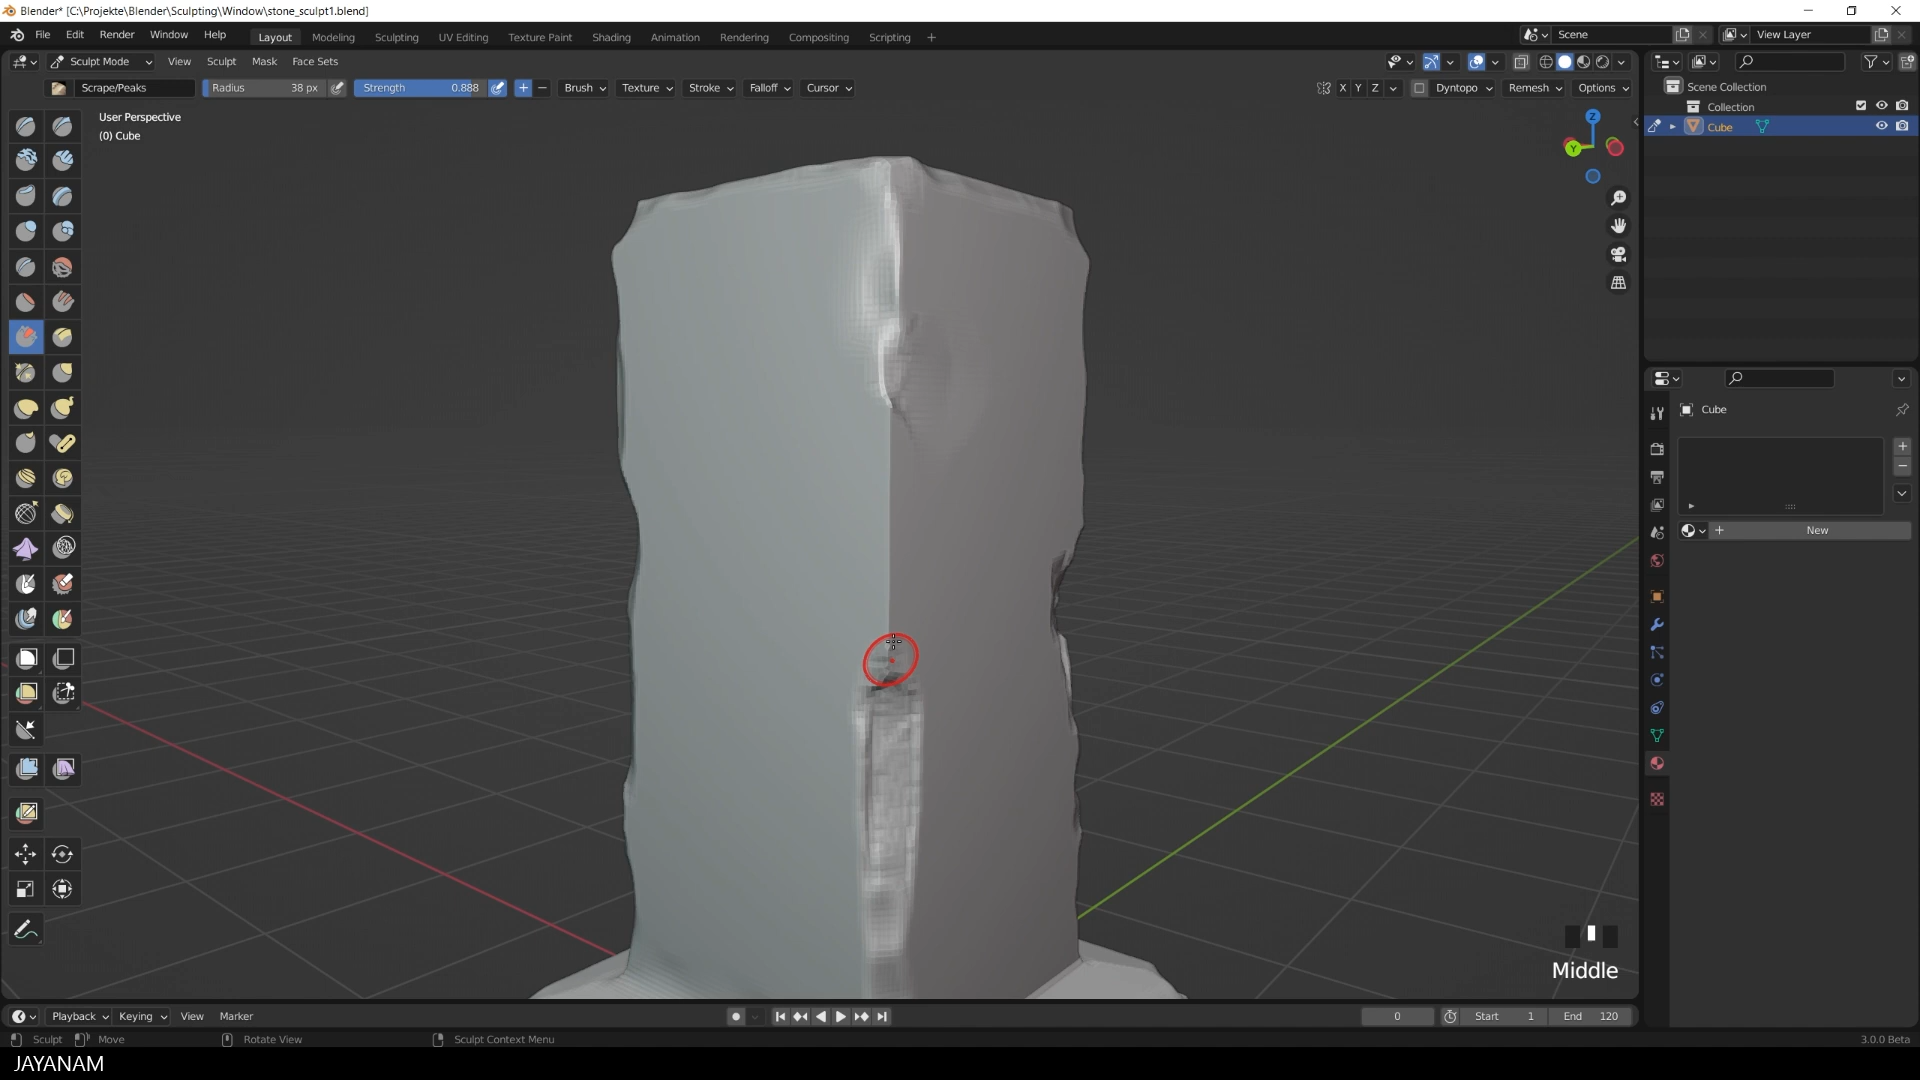 Blender* [C:\Projekte\Blender\Sculpting\Window\stone_sculpt1.blend]
File Edit Render Window Help Layout Modeling Sculpting UV Editing Texture Paint Shading Animation Rendering Compositing Scripting + Scene View Layer
Sculpt Mode View Sculpt Mask Face Sets
Scrape/Peaks Radius 38 px Strength 0.888 Brush Texture Stroke Falloff Cursor X Y Z Dyntopo Remesh Options
Scene Collection
Collection
Cube
User Perspective
(0) Cube
Z
Y
Cube
New
Middle
Playback Keying View Marker 0 Start 1 End 120
Sculpt Move Rotate View Sculpt Context Menu 3.0.0 Beta
JAYANAM